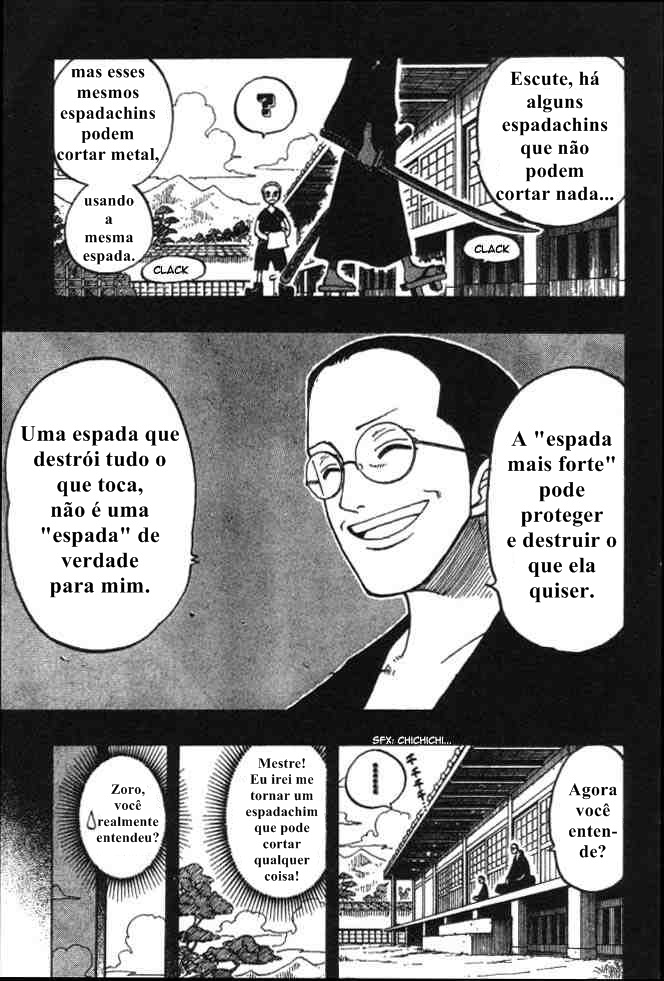 Escute, há
alguns
espadachins
que não
podem
cortar nada...
?
mas esses
mesmos
espadachins
podem
cortar metal,
usando
a
mesma
espada.
CLACK
CLACK
A "espada
mais forte"
pode
proteger
e destruir o
que ela
quiser.
Uma espada que
destrói tudo o
que toca,
não é uma
"espada" de
verdade
para mim.
SFX: CHICHICHI...
Agora
você
enten-
de?
Mestre!
Eu irei me
tornar um
espadachim
que pode
cortar
qualquer
coisa!
Zoro,
você
realmente
entendeu?